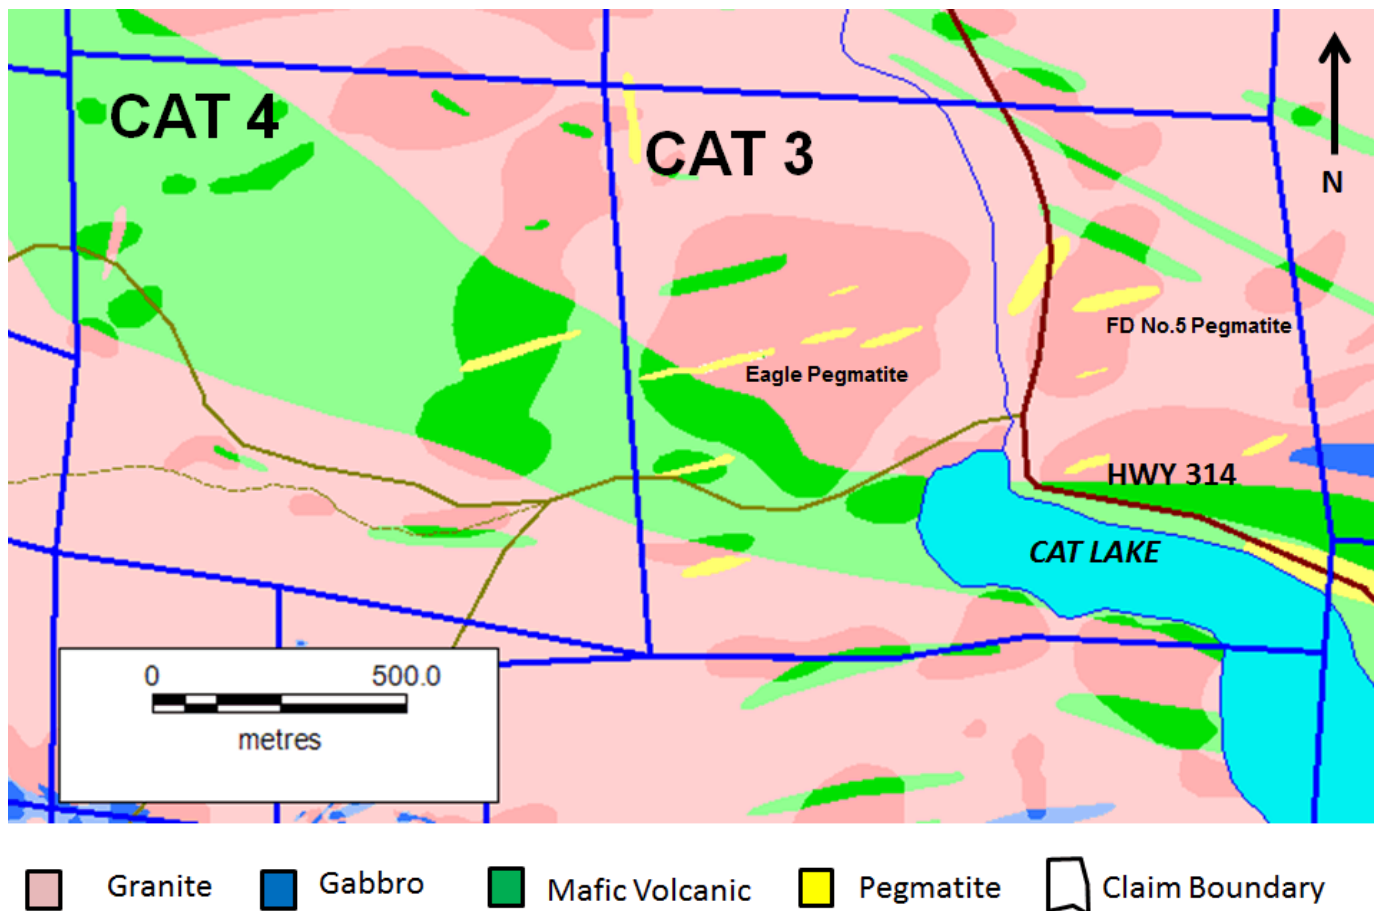 CAT 4
CAT 3
N
FD No.5 Pegmatite
Eagle Pegmatite
HWY 314
CAT LAKE
0 500.0
metres
Granite Gabbro Mafic Volcanic Pegmatite Claim Boundary